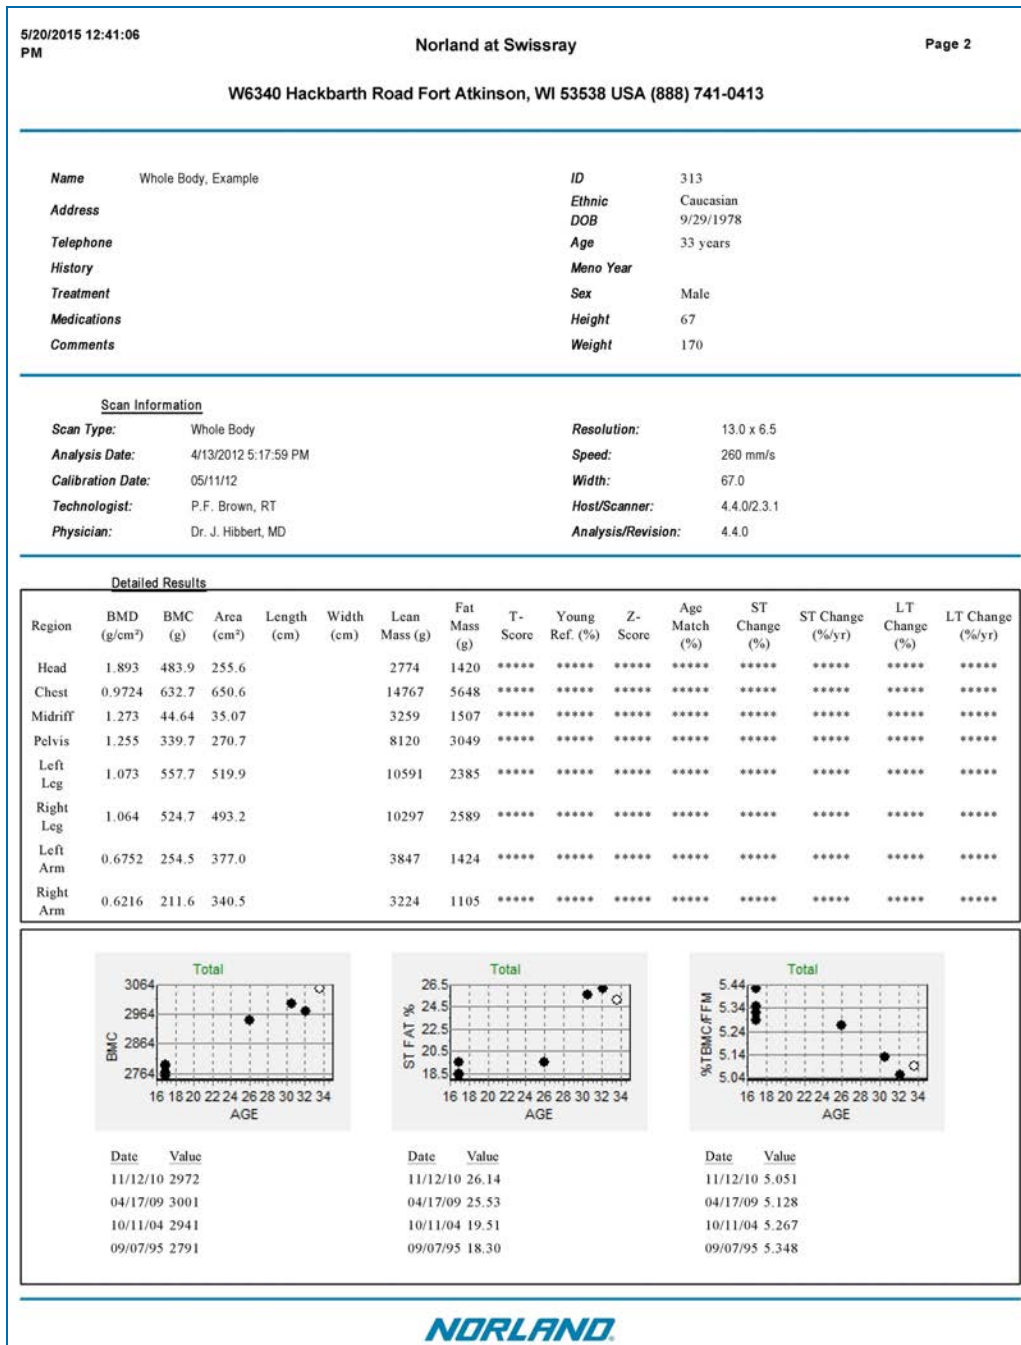 5/20/2015 12:41:06 PM
Norland at Swissray
Page 2
W6340 Hackbarth Road Fort Atkinson, WI 53538 USA (888) 741-0413
Name Whole Body, Example
ID 313
Address
Ethnic Caucasian
DOB 9/29/1978
Telephone
Age 33 years
History
Meno Year
Treatment
Sex Male
Medications
Height 67
Comments
Weight 170
Scan Information
Scan Type: Whole Body
Resolution: 13.0 x 6.5
Analysis Date: 4/13/2012 5:17:59 PM
Speed: 260 mm/s
Calibration Date: 05/11/12
Width: 67.0
Technologist: P.F. Brown, RT
Host/Scanner: 4.4.0/2.3.1
Physician: Dr. J. Hibbert, MD
Analysis/Revision: 4.4.0
Detailed Results
Region BMD (g/cm²) BMC (g) Area (cm²) Length (cm) Width (cm) Lean Mass (g) Fat Mass (g) T-Score Young Ref. (%) Z-Score Age Match (%) ST Change (%) ST Change (%/yr) LT Change (%) LT Change (%/yr)
Head 1.893 483.9 255.6 2774 1420 ***** ***** ***** ***** ***** ***** ***** *****
Chest 0.9724 632.7 650.6 14767 5648 ***** ***** ***** ***** ***** ***** ***** *****
Midriff 1.273 44.64 35.07 3259 1507 ***** ***** ***** ***** ***** ***** ***** *****
Pelvis 1.255 339.7 270.7 8120 3049 ***** ***** ***** ***** ***** ***** ***** *****
Left Leg 1.073 557.7 519.9 10591 2385 ***** ***** ***** ***** ***** ***** ***** *****
Right Leg 1.064 524.7 493.2 10297 2589 ***** ***** ***** ***** ***** ***** ***** *****
Left Arm 0.6752 254.5 377.0 3847 1424 ***** ***** ***** ***** ***** ***** ***** *****
Right Arm 0.6216 211.6 340.5 3224 1105 ***** ***** ***** ***** ***** ***** ***** *****
Total
3064
2964
2864
2764
BMC
16 18 20 22 24 26 28 30 32 34
AGE
Date Value
11/12/10 2972
04/17/09 3001
10/11/04 2941
09/07/95 2791
Total
26.5
24.5
22.5
20.5
18.5
ST FAT %
16 18 20 22 24 26 28 30 32 34
AGE
Date Value
11/12/10 26.14
04/17/09 25.53
10/11/04 19.51
09/07/95 18.30
Total
5.44
5.34
5.24
5.14
5.04
%TBMC/FFM
16 18 20 22 24 26 28 30 32 34
AGE
Date Value
11/12/10 5.051
04/17/09 5.128
10/11/04 5.267
09/07/95 5.348
NORLAND®